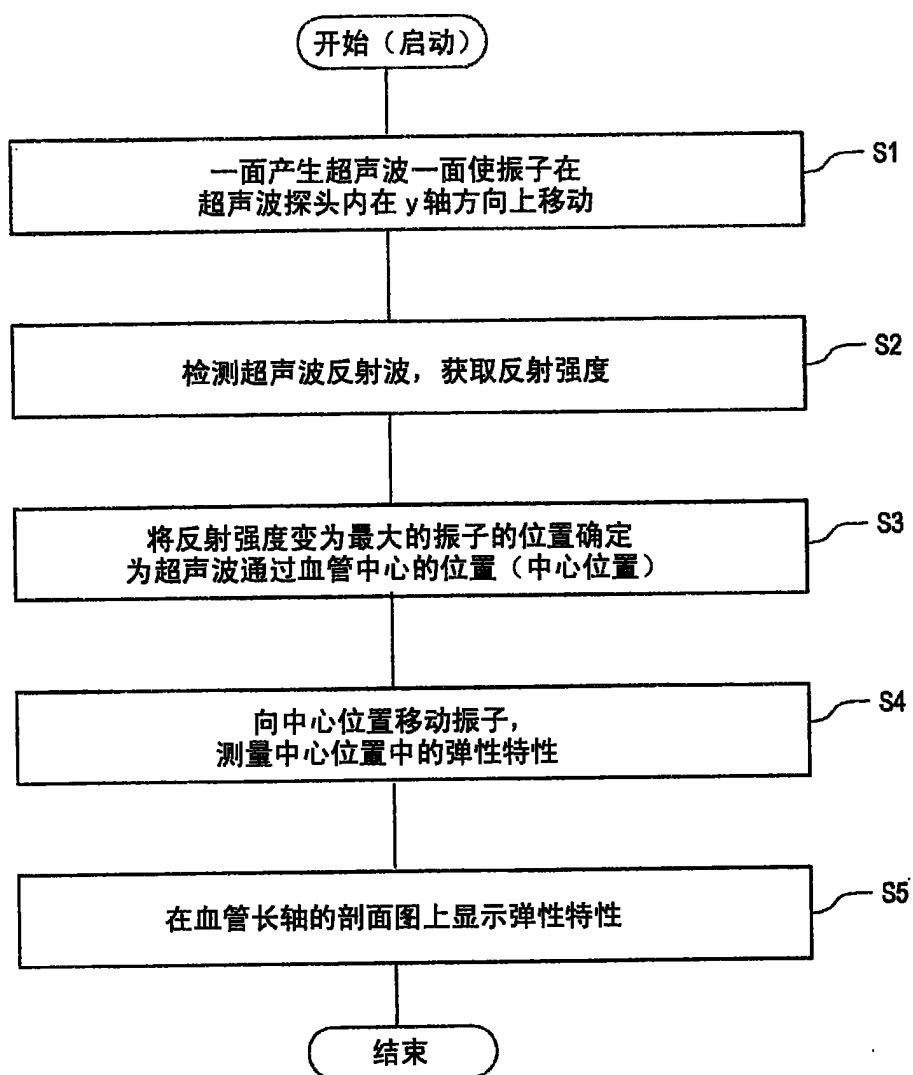 开始（启动）
一面产生超声波一面使振子在
超声波探头内在 y 轴方向上移动
S1
检测超声波反射波，获取反射强度
S2
将反射强度变为最大的振子的位置确定
为超声波通过血管中心的位置（中心位置）
S3
向中心位置移动振子，
测量中心位置中的弹性特性
S4
在血管长轴的剖面图上显示弹性特性
S5
结束